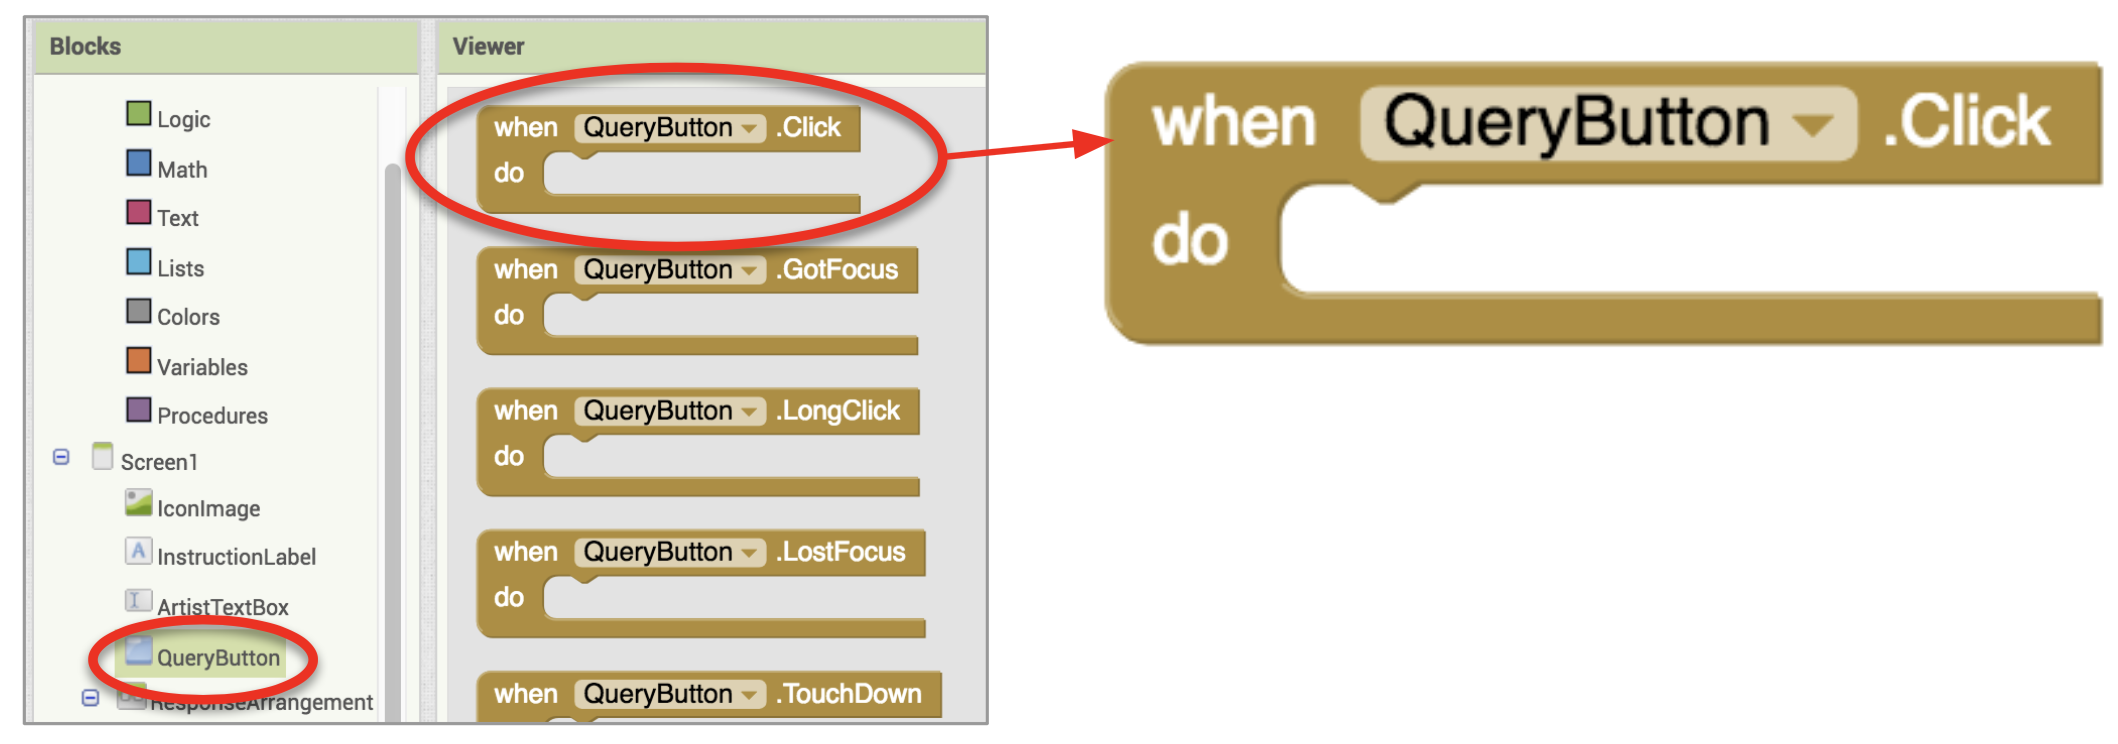 Blocks
Logic
Math
Text
Lists
Colors
Variables
Procedures
Screen1
IconImage
InstructionLabel
ArtistTextBox
QueryButton
ResponseArrangement
Viewer
when QueryButton .Click
do
when QueryButton .GotFocus
do
when QueryButton .LongClick
do
when QueryButton .LostFocus
do
when QueryButton .TouchDown
when QueryButton .Click
do